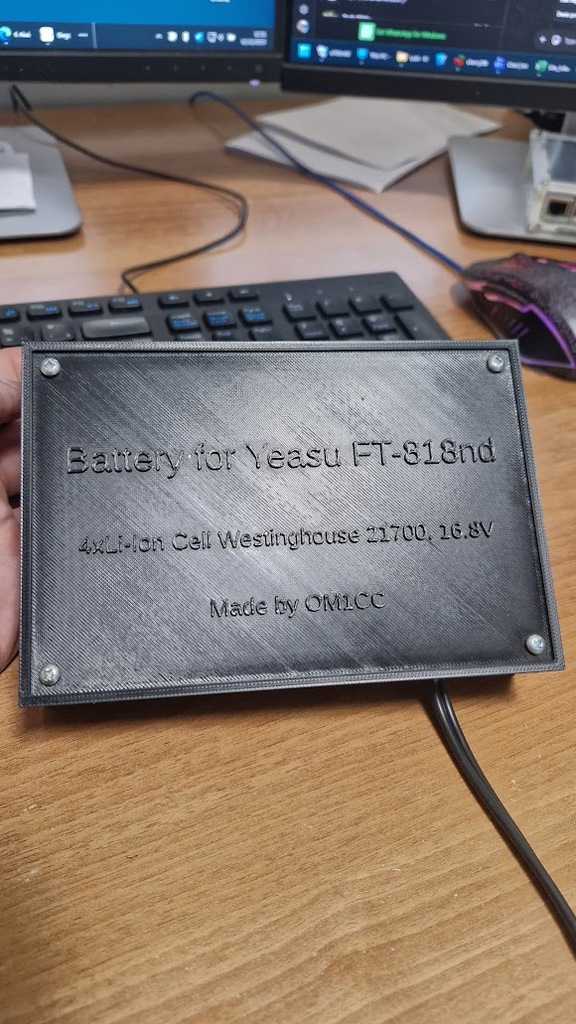 Battery for Yeasu FT-818nd
4xLi-Ion Cell Westinghouse 21700, 16.8V
Made by OM1CC